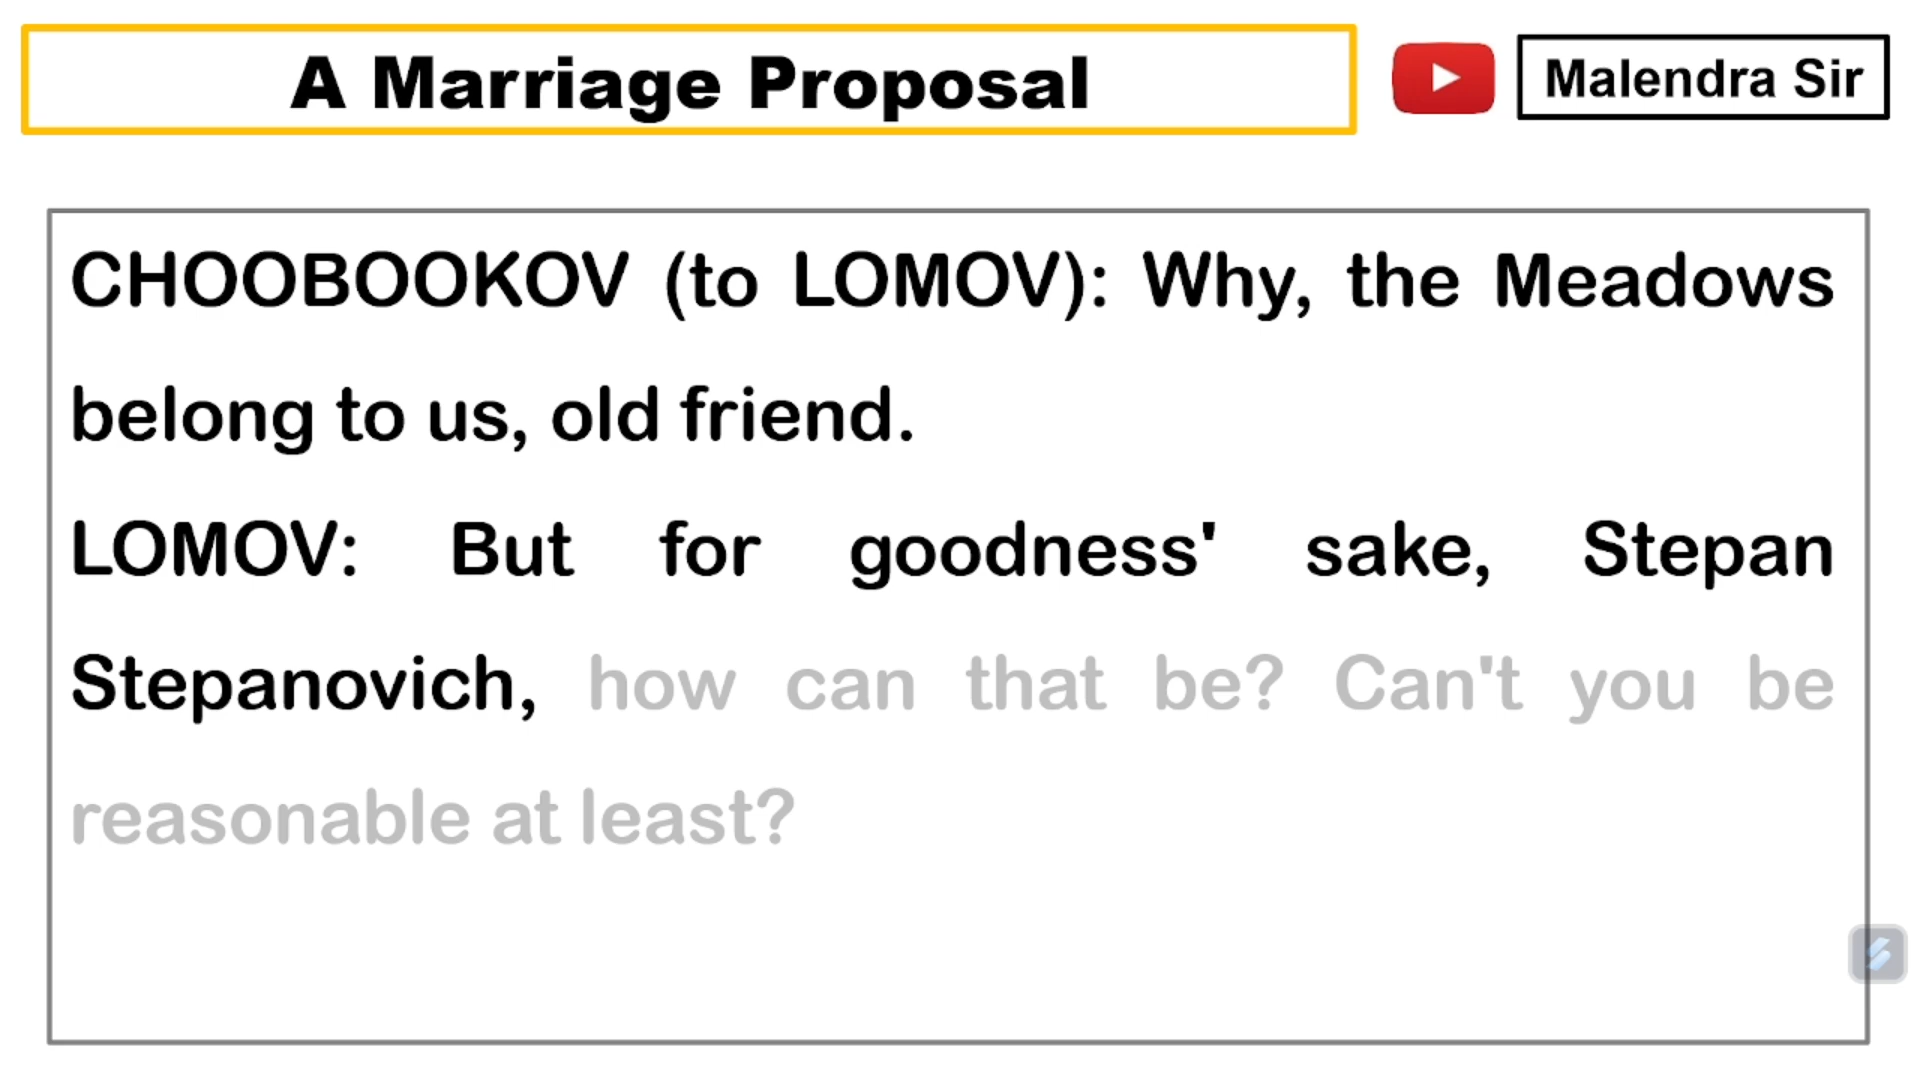 A Marriage Proposal
Malendra Sir
CHOOBOOKOV (to LOMOV): Why, the Meadows
belong to us, old friend.
LOMOV: But for goodness' sake, Stepan
Stepanovich, how can that be? Can't you be
reasonable at least?